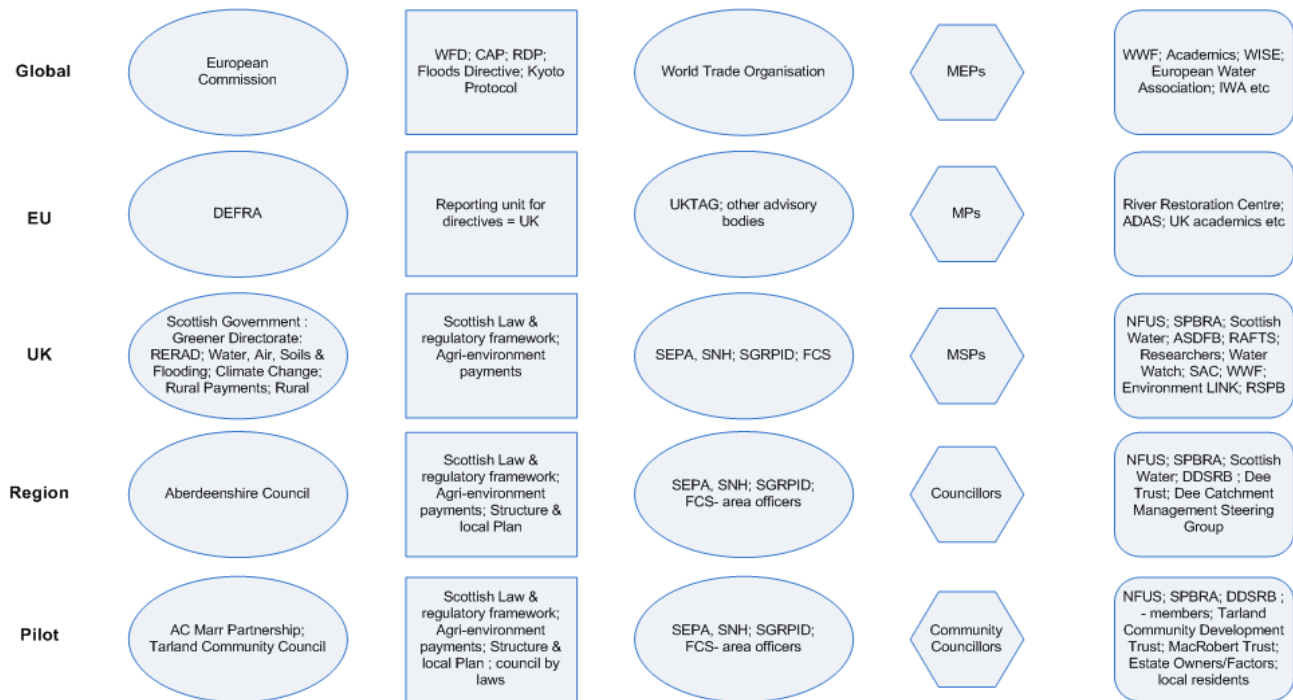 Global
European
Commission
WFD; CAP; RDP;
Floods Directive; Kyoto
Protocol
World Trade Organisation
MEPs
WWF; Academics; WISE;
European Water
Association; IWA etc
EU
DEFRA
Reporting unit for
directives = UK
UKTAG; other advisory
bodies
MPs
River Restoration Centre;
ADAS; UK academics etc
UK
Scottish Government :
Greener Directorate:
RERAD; Water, Air, Soils &
Flooding; Climate Change;
Rural Payments; Rural
Scottish Law &
regulatory framework;
Agri-environment
payments
SEPA, SNH; SGRPID; FCS
MSPs
NFUS; SPBRA; Scottish
Water; ASDFB; RAFTS;
Researchers; Water
Watch; SAC; WWF;
Environment LINK; RSPB
Region
Aberdeenshire Council
Scottish Law &
regulatory framework;
Agri-environment
payments; Structure &
local Plan
SEPA, SNH; SGRPID;
FCS- area officers
Councillors
NFUS; SPBRA; Scottish
Water; DDSRB ; Dee
Trust; Dee Catchment
Management Steering
Group
Pilot
AC Marr Partnership;
Tarland Community Council
Scottish Law &
regulatory framework;
Agri-environment
payments; Structure &
local Plan ; council by
laws
SEPA, SNH; SGRPID;
FCS- area officers
Community
Councillors
NFUS; SPBRA; DDSRB ;
- members; Tarland
Community Development
Trust; MacRobert Trust;
Estate Owners/Factors;
local residents